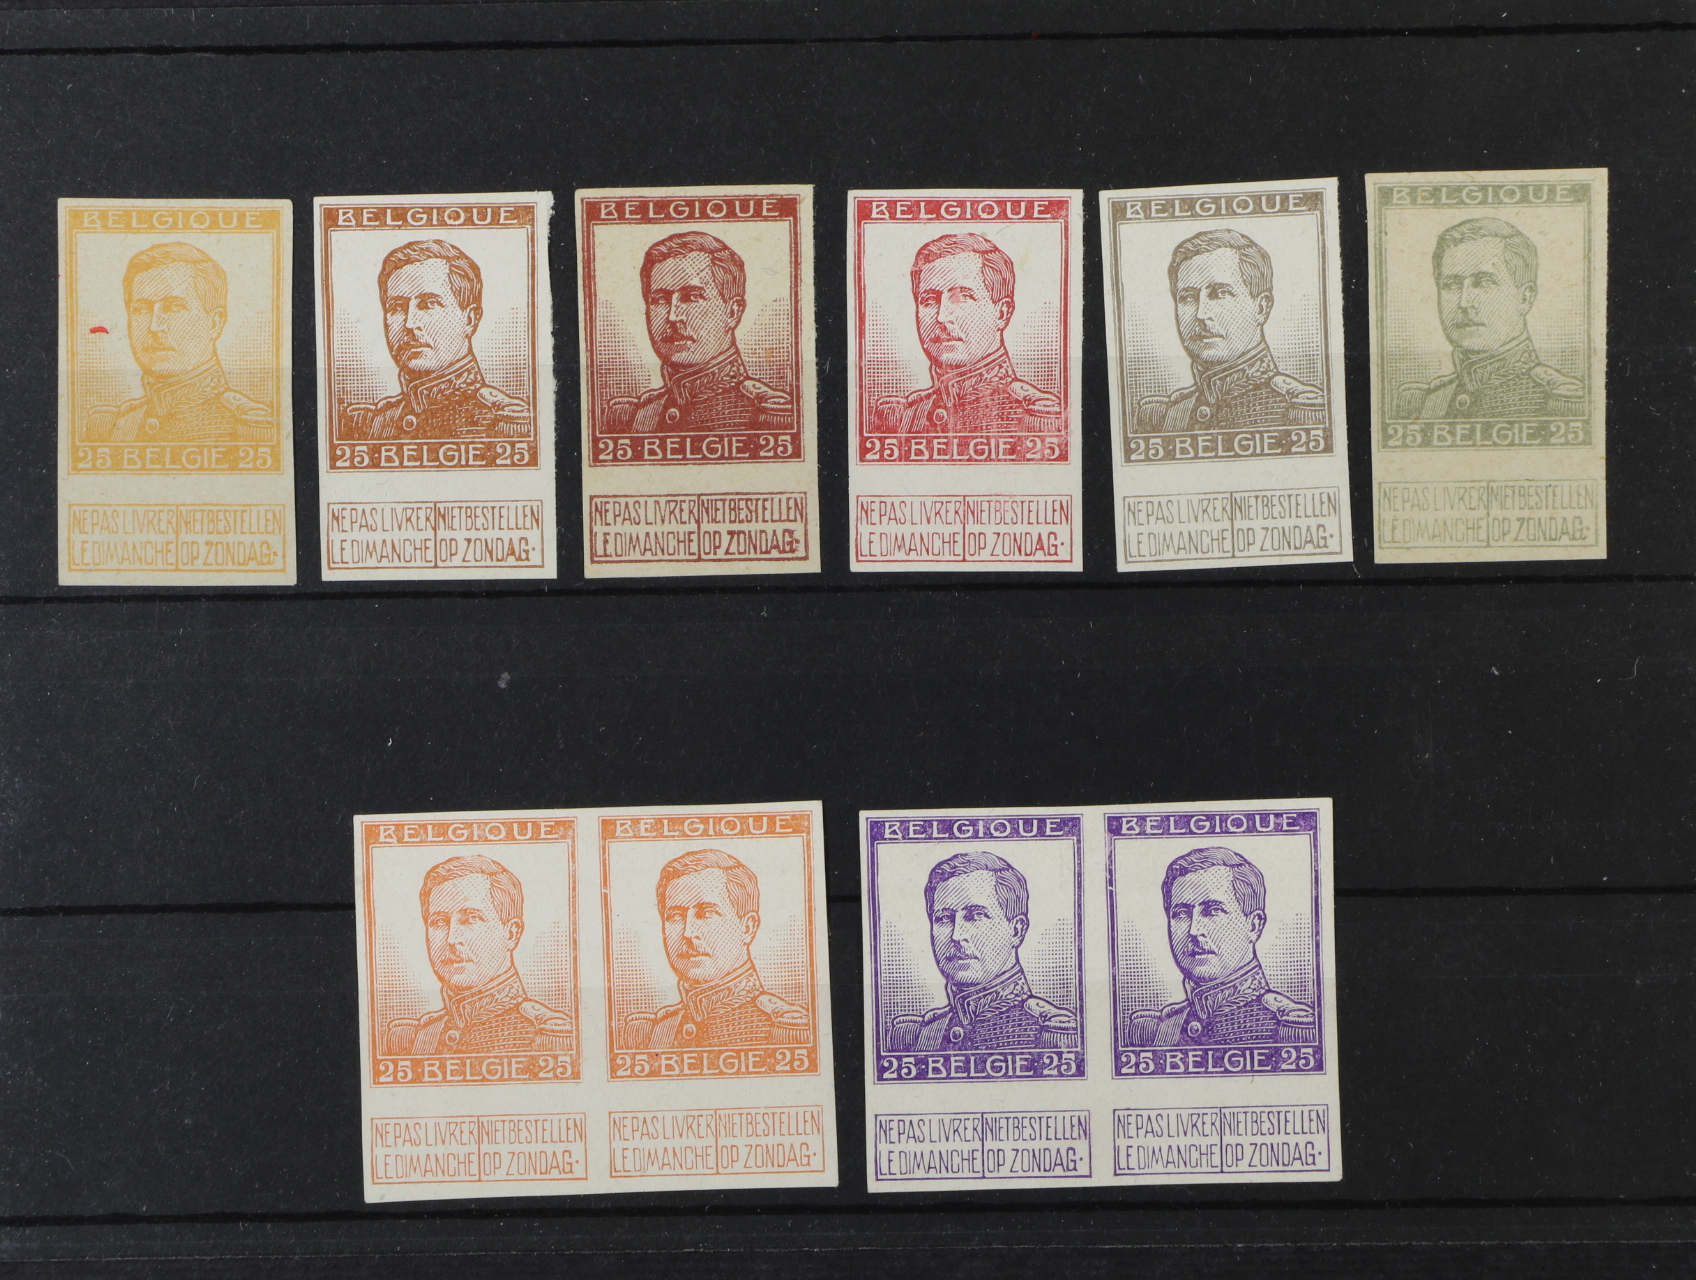 BELGIQUE
25·BELGIE·25
NE PAS LIVRER NIET BESTELLEN
LE DIMANCHE OP ZONDAG·
BELGIQUE
25·BELGIE·25
NE PAS LIVRER NIET BESTELLEN
LE DIMANCHE OP ZONDAG·
BELGIQUE
25·BELGIE·25
NE PAS LIVRER NIET BESTELLEN
LE DIMANCHE OP ZONDAG·
BELGIQUE
25·BELGIE·25
NE PAS LIVRER NIET BESTELLEN
LE DIMANCHE OP ZONDAG·
BELGIQUE
25·BELGIE·25
NE PAS LIVRER NIET BESTELLEN
LE DIMANCHE OP ZONDAG·
BELGIQUE
25·BELGIE·25
NE PAS LIVRER NIET BESTELLEN
LE DIMANCHE OP ZONDAG·
BELGIQUE
25·BELGIE·25
NE PAS LIVRER NIET BESTELLEN
LE DIMANCHE OP ZONDAG·
BELGIQUE
25·BELGIE·25
NE PAS LIVRER NIET BESTELLEN
LE DIMANCHE OP ZONDAG·
BELGIQUE
25·BELGIE·25
NE PAS LIVRER NIET BESTELLEN
LE DIMANCHE OP ZONDAG·
BELGIQUE
25·BELGIE·25
NE PAS LIVRER NIET BESTELLEN
LE DIMANCHE OP ZONDAG·